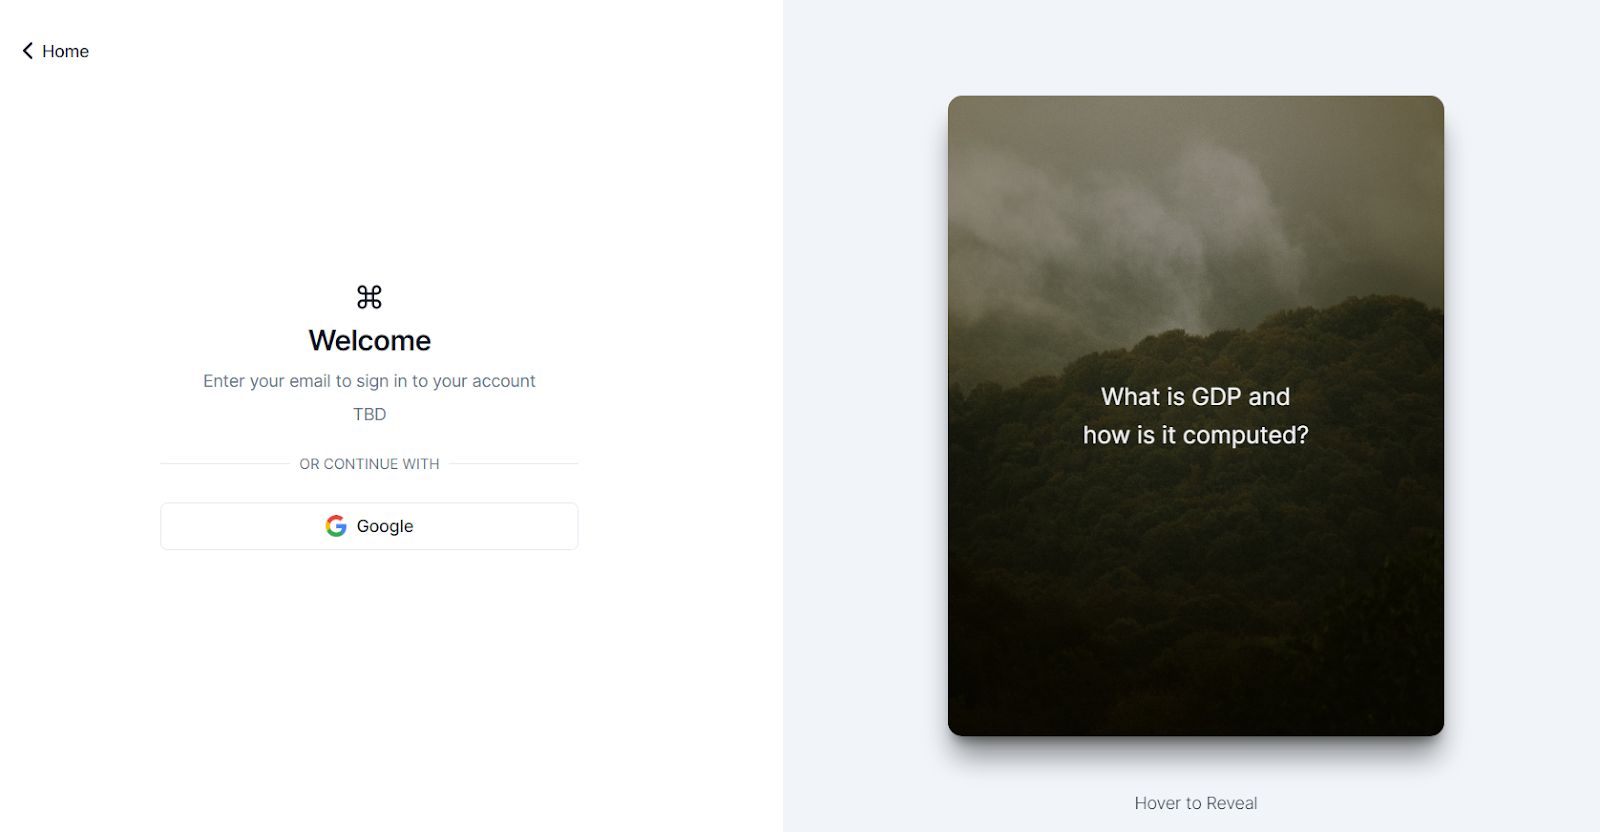 Home
Welcome
Enter your email to sign in to your account
TBD
OR CONTINUE WITH
Google
What is GDP and
how is it computed?
Hover to Reveal